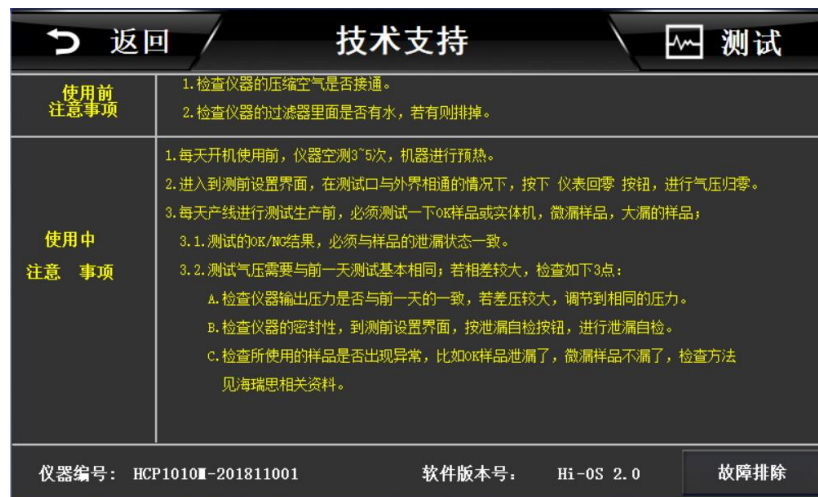 返回
技术支持
测试
使用前
注意事项
1.检查仪器的压缩空气是否接通。
2.检查仪器的过滤器里面是否有水，若有则排掉。
使用中
注意 事项
1.每天开机使用前，仪器空测3~5次，机器进行预热。
2.进入到测前设置界面，在测试口与外界相通的情况下，按下 仪表回零 按钮，进行气压归零。
3.每天产线进行测试生产前，必须测试一下OK样品或实体机，微漏样品，大漏的样品；
3.1.测试的OK/NG结果，必须与样品的泄漏状态一致。
3.2.测试气压需要与前一天测试基本相同；若相差较大，检查如下3点：
A.检查仪器输出压力是否与前一天的一致，若差压较大，调节到相同的压力。
B.检查仪器的密封性，到测前设置界面，按泄漏自检按钮，进行泄漏自检。
C.检查所使用的样品是否出现异常，比如OK样品泄漏了，微漏样品不漏了，检查方法
见海瑞思相关资料。
仪器编号： HCP1010M-201811001
软件版本号： Hi-OS 2.0
故障排除